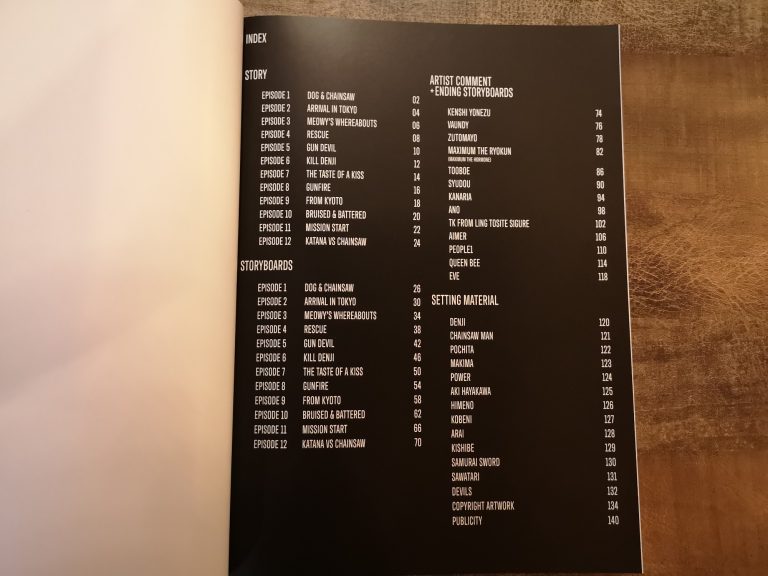 INDEX
STORY
EPISODE 1 DOG & CHAINSAW 02
EPISODE 2 ARRIVAL IN TOKYO 04
EPISODE 3 MEOWY'S WHEREABOUTS 06
EPISODE 4 RESCUE 08
EPISODE 5 GUN DEVIL 10
EPISODE 6 KILL DENJI 12
EPISODE 7 THE TASTE OF A KISS 14
EPISODE 8 GUNFIRE 16
EPISODE 9 FROM KYOTO 18
EPISODE 10 BRUISED & BATTERED 20
EPISODE 11 MISSION START 22
EPISODE 12 KATANA VS CHAINSAW 24
STORYBOARDS
EPISODE 1 DOG & CHAINSAW 26
EPISODE 2 ARRIVAL IN TOKYO 30
EPISODE 3 MEOWY'S WHEREABOUTS 34
EPISODE 4 RESCUE 38
EPISODE 5 GUN DEVIL 42
EPISODE 6 KILL DENJI 46
EPISODE 7 THE TASTE OF A KISS 50
EPISODE 8 GUNFIRE 54
EPISODE 9 FROM KYOTO 58
EPISODE 10 BRUISED & BATTERED 62
EPISODE 11 MISSION START 66
EPISODE 12 KATANA VS CHAINSAW 70
ARTIST COMMENT
+ENDING STORYBOARDS
KENSHI YONEZU 74
VAUNDY 76
ZUTOMAYO 78
MAXIMUM THE RYOKUN 82
(MAXIMUM THE HORMONE)
TOOBOE 86
SYUDOU 90
KANARIA 94
ANO 98
TK FROM LING TOSITE SIGURE 102
AIMER 106
PEOPLE1 110
QUEEN BEE 114
EVE 118
SETTING MATERIAL
DENJI 120
CHAINSAW MAN 121
POCHITA 122
MAKIMA 123
POWER 124
AKI HAYAKAWA 125
HIMENO 126
KOBENI 127
ARAI 128
KISHIBE 129
SAMURAI SWORD 130
SAWATARI 131
DEVILS 132
COPYRIGHT ARTWORK 134
PUBLICITY 140